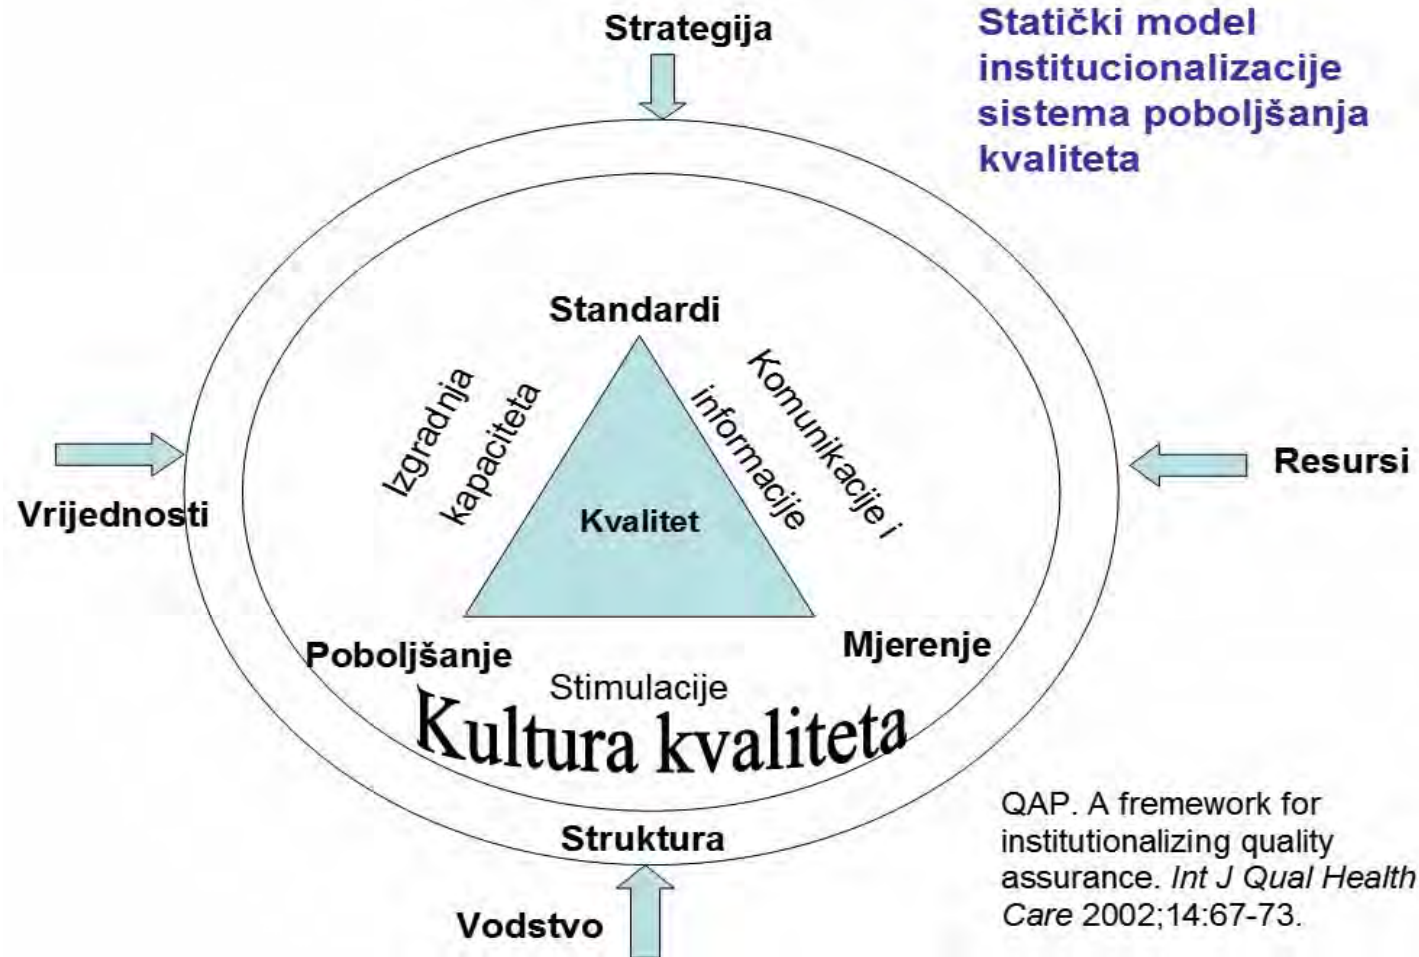 Strategija
Statički model
institucionalizacije
sistema poboljšanja
kvaliteta
Standardi
Izgradnja
kapaciteta
Komunikacije i
informacije
Kvalitet
Vrijednosti
Resursi
Poboljšanje
Mjerenje
Stimulacije
Kultura kvaliteta
Struktura
Vodstvo
QAP. A fremework for
institutionalizing quality
assurance. Int J Qual Health
Care 2002;14:67-73.